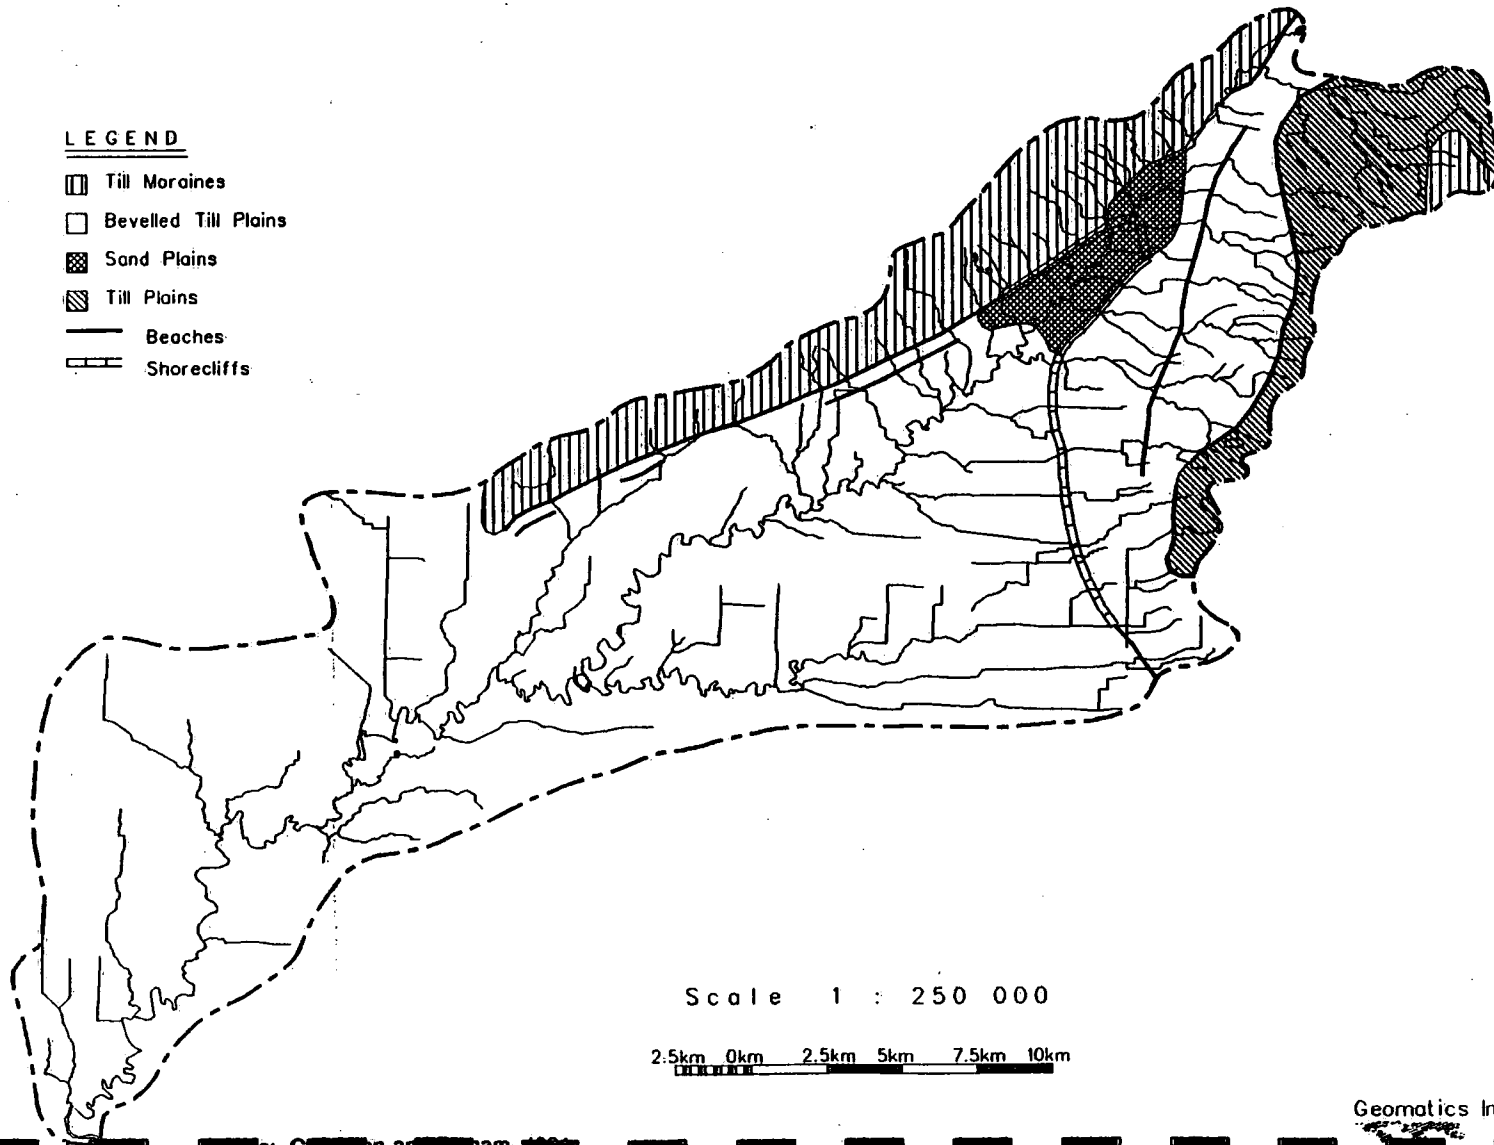 LEGEND
Till Moraines
Bevelled Till Plains
Sand Plains
Till Plains
Beaches
Shorecliffs
Scale 1 : 250 000
2.5km 0km 2.5km 5km 7.5km 10km
Geomatics In